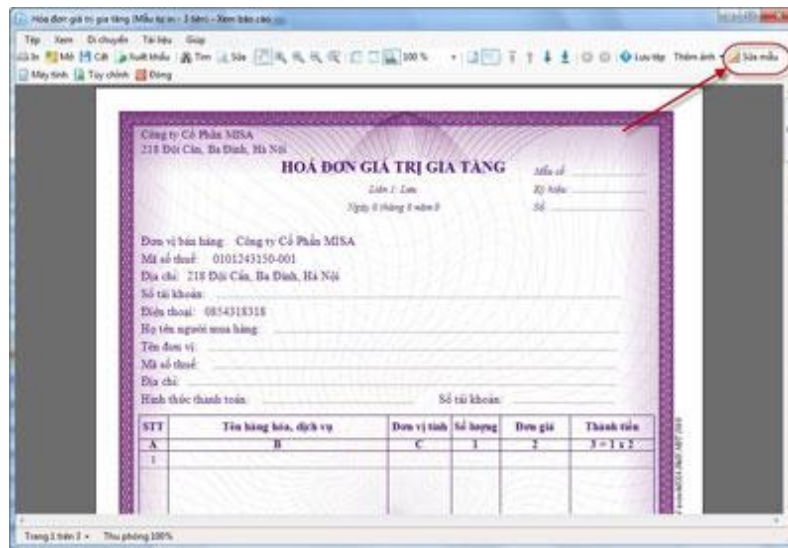 Hóa đơn giá trị gia tăng (Mẫu tự in - 3 liên) - Xem báo cáo
Tệp Xem Di chuyển Tài liệu Giúp
In Mở Cất Xuất khẩu Tìm Sửa 100 % Lưu tệp Thêm ảnh Sửa mẫu
Máy tính Tùy chỉnh Đóng
Công ty Cổ Phần MISA
218 Đội Cấn, Ba Đình, Hà Nội
HOÁ ĐƠN GIÁ TRỊ GIA TĂNG
Mẫu số
Liên 1: Lưu
Ký hiệu
Ngày 0 tháng 0 năm 0
Số
Đơn vị bán hàng: Công ty Cổ Phần MISA
Mã số thuế: 0101243150-001
Địa chỉ: 218 Đội Cấn, Ba Đình, Hà Nội
Số tài khoản:
Điện thoại: 0854318318
Họ tên người mua hàng:
Tên đơn vị:
Mã số thuế:
Địa chỉ:
Hình thức thanh toán: Số tài khoản:
STT Tên hàng hóa, dịch vụ Đơn vị tính Số lượng Đơn giá Thành tiền
A B C 1 2 3 = 1 x 2
1
Trang 1 trên 3 Thu phóng 100%